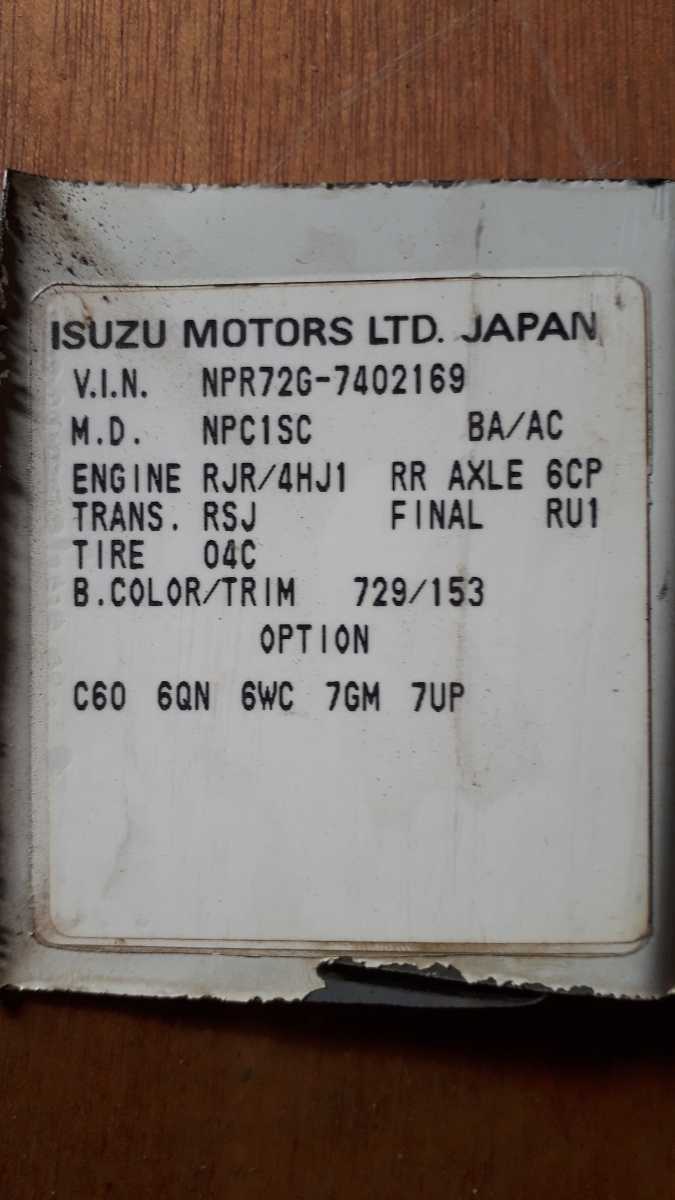 ISUZU MOTORS LTD. JAPAN
V.I.N. NPR72G-7402169
M.D. NPC1SC BA/AC
ENGINE RJR/4HJ1 RR AXLE 6CP
TRANS. RSJ FINAL RU1
TIRE 04C
B.COLOR/TRIM 729/153
OPTION
C60 6QN 6WC 7GM 7UP